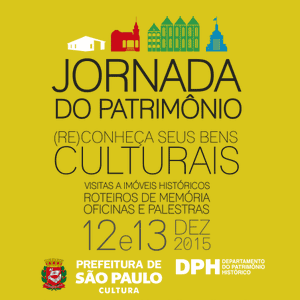 JORNADA
DO PATRIMÔNIO
(RE)CONHEÇA SEUS BENS
CULTURAIS
VISITAS A IMÓVEIS HISTÓRICOS
ROTEIROS DE MEMÓRIA
OFICINAS E PALESTRAS
12 e 13 DEZ
2015
PREFEITURA DE
SÃO PAULO
CULTURA
DPH
DEPARTAMENTO
DO PATRIMÔNIO
HISTÓRICO